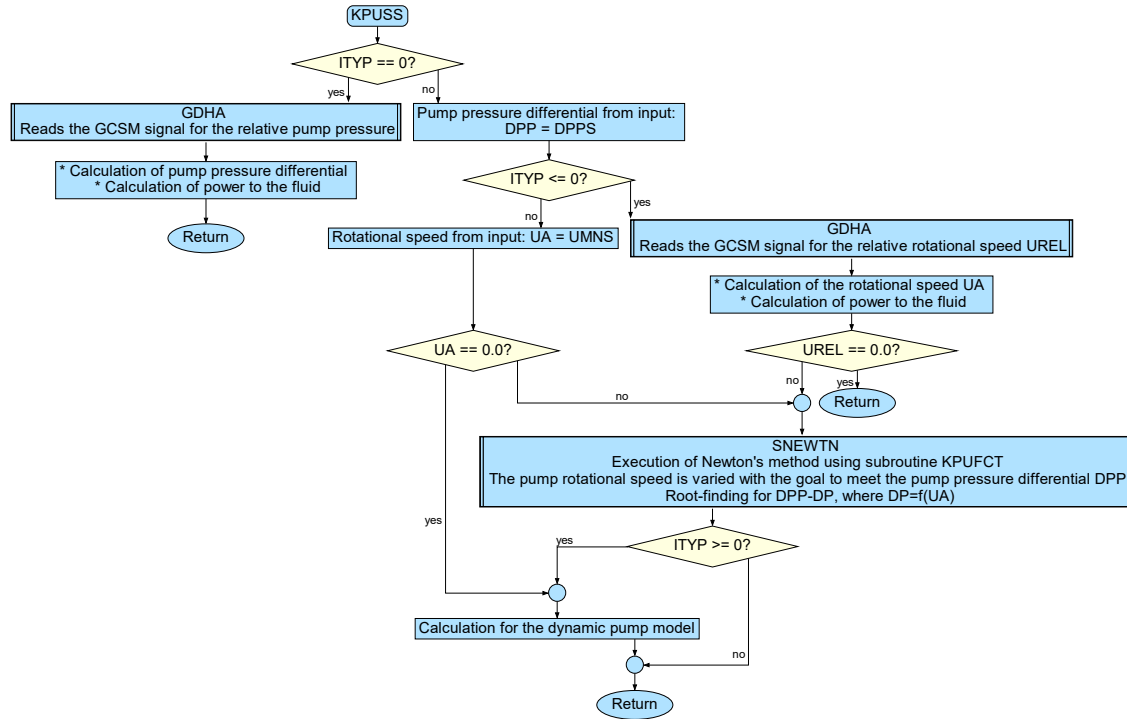 KPUSS
ITYP == 0?
yes
no
GDHA
Reads the GCSM signal for the relative pump pressure
Pump pressure differential from input:
DPP = DPPS
* Calculation of pump pressure differential
* Calculation of power to the fluid
ITYP <= 0?
yes
no
Return
Rotational speed from input: UA = UMNS
GDHA
Reads the GCSM signal for the relative rotational speed UREL
* Calculation of the rotational speed UA
* Calculation of power to the fluid
UA == 0.0?
UREL == 0.0?
no
yes
no
Return
SNEWTN
Execution of Newton's method using subroutine KPUFCT
The pump rotational speed is varied with the goal to meet the pump pressure differential DPP
Root-finding for DPP-DP, where DP=f(UA)
yes
yes
ITYP >= 0?
Calculation for the dynamic pump model
no
Return